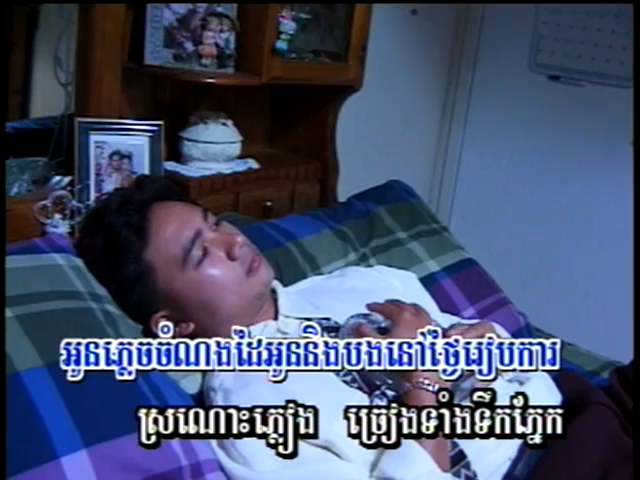 អូនភ្លេចចំណងដៃអូននិងបងនៅថ្ងៃរៀបការ
ស្រណោះភ្លៀង ច្រៀងទាំងទឹកភ្នែក